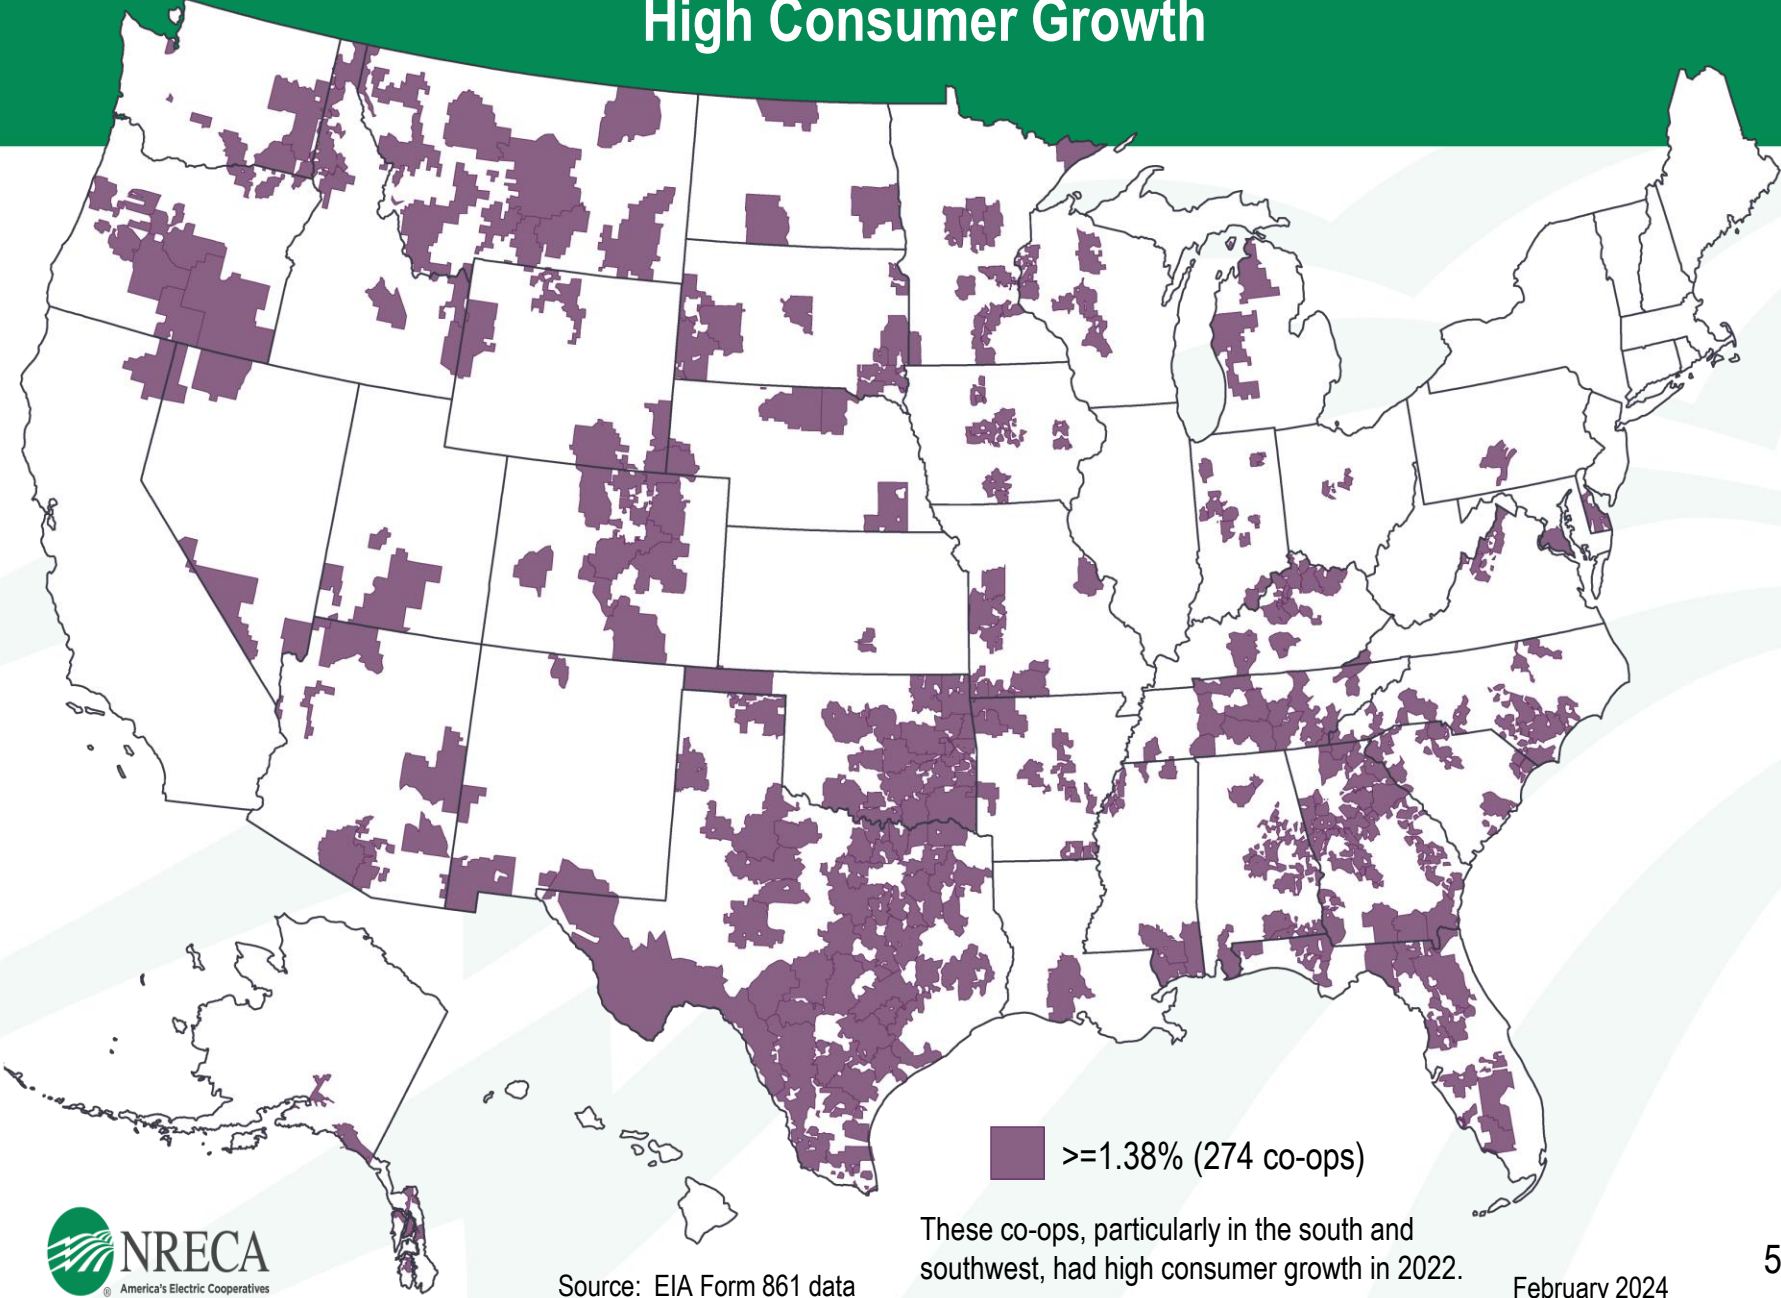 High Consumer Growth
>=1.38% (274 co-ops)
These co-ops, particularly in the south and
southwest, had high consumer growth in 2022.
NRECA
® America's Electric Cooperatives
Source: EIA Form 861 data
February 2024
5